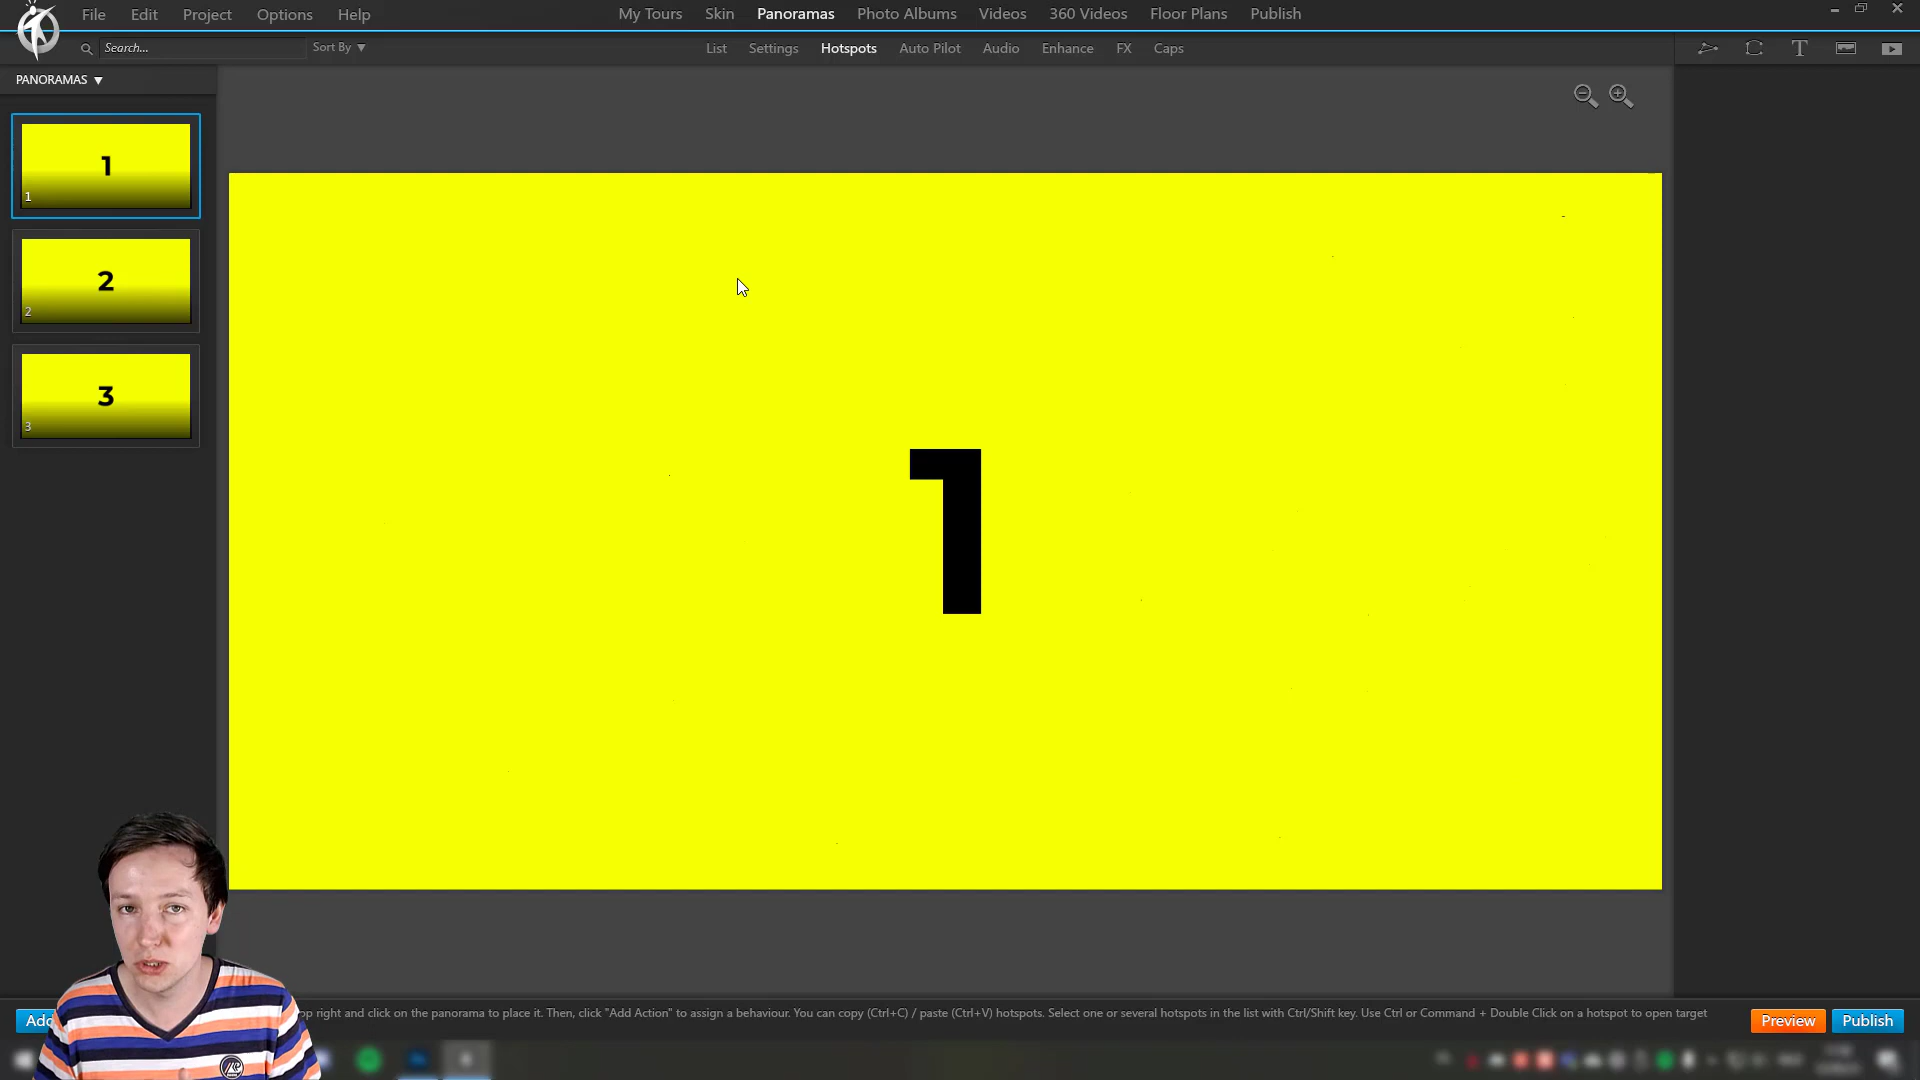 File Edit Project Options Help
My Tours Skin Panoramas Photo Albums Videos 360 Videos Floor Plans Publish
Search... Sort By ▼
List Settings Hotspots Auto Pilot Audio Enhance FX Caps
T
PANORAMAS ▼
1
1
2
2
3
3
1
Add
op right and click on the panorama to place it. Then, click "Add Action" to assign a behaviour. You can copy (Ctrl+C) / paste (Ctrl+V) hotspots. Select one or several hotspots in the list with Ctrl/Shift key. Use Ctrl or Command + Double Click on a hotspot to open target
Preview Publish